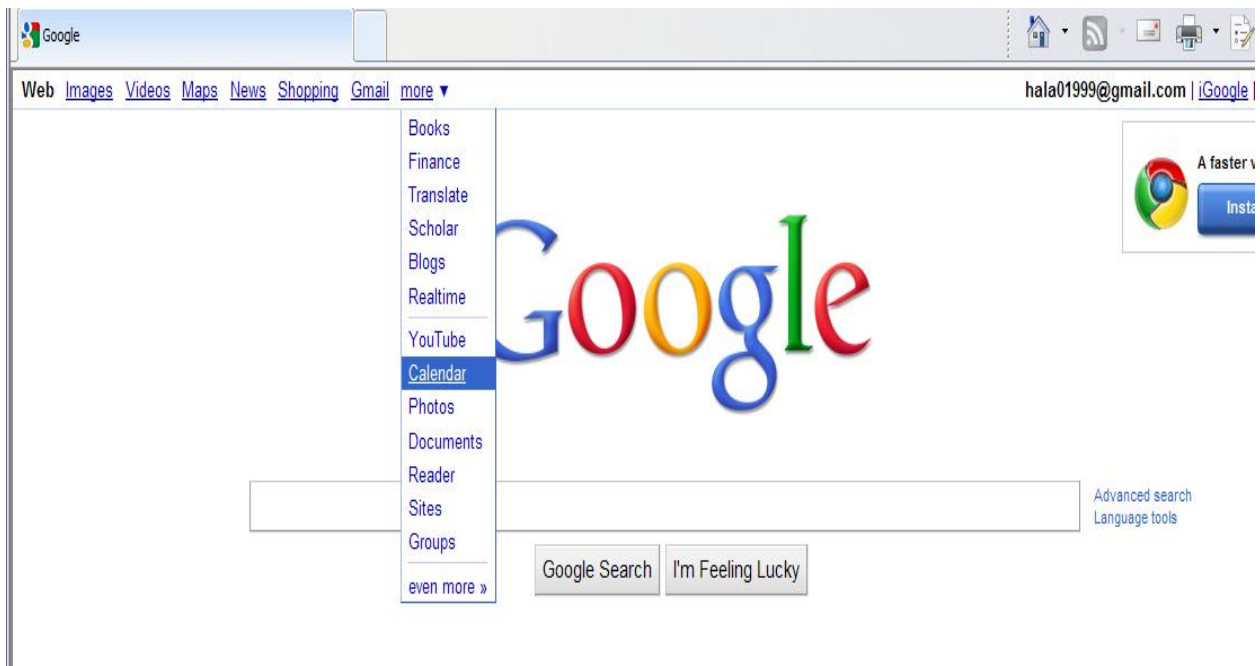 Google
Web Images Videos Maps News Shopping Gmail more ▼
hala01999@gmail.com | iGoogle |
Books
Finance
Translate
Scholar
Blogs
Realtime
YouTube
Calendar
Photos
Documents
Reader
Sites
Groups
even more »
A faster
Google
Advanced search
Language tools
Google Search I'm Feeling Lucky